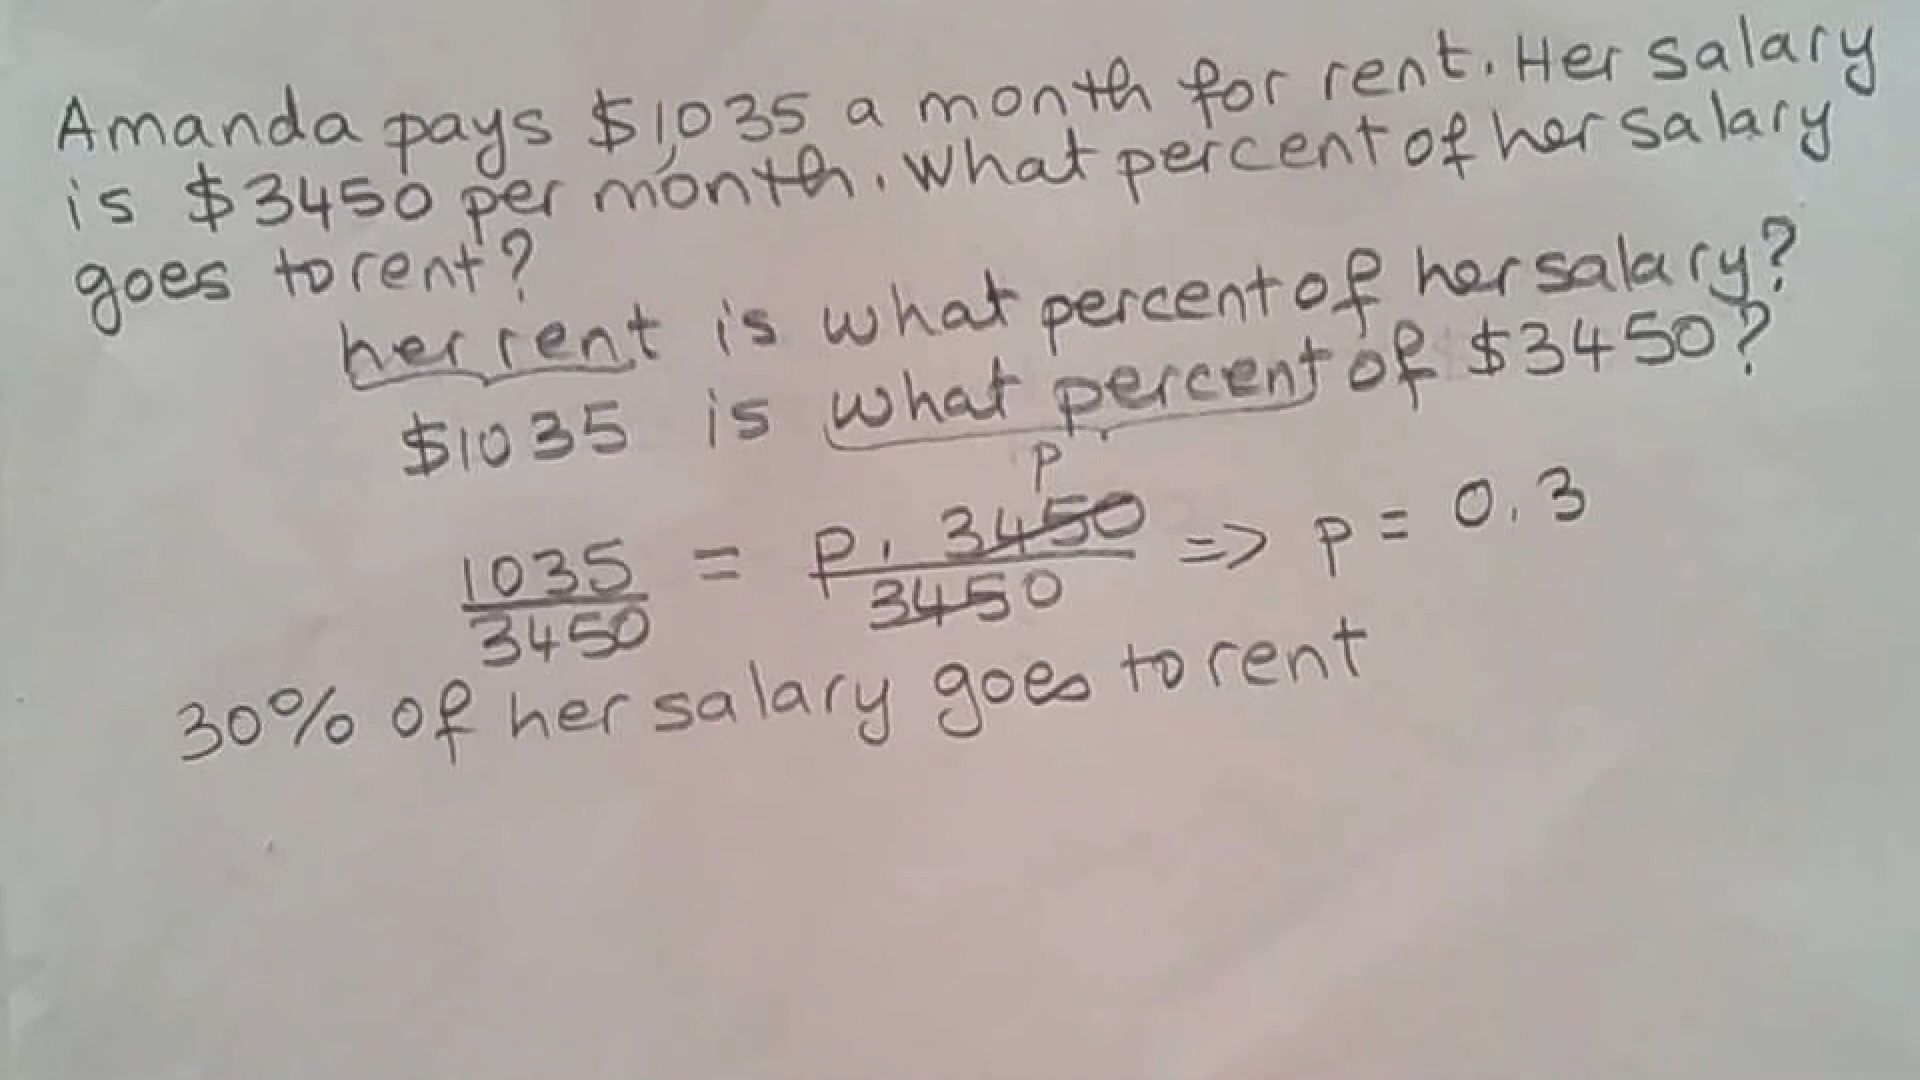 Amanda pays $1,035 a month for rent. Her salary
is $3450 per month. What percent of her salary
goes to rent?
her rent is what percent of her salary?
$1035 is what percent of $3450?
p
1035/3450 = p . 3450/3450 => p = 0.3
30% of her salary goes to rent